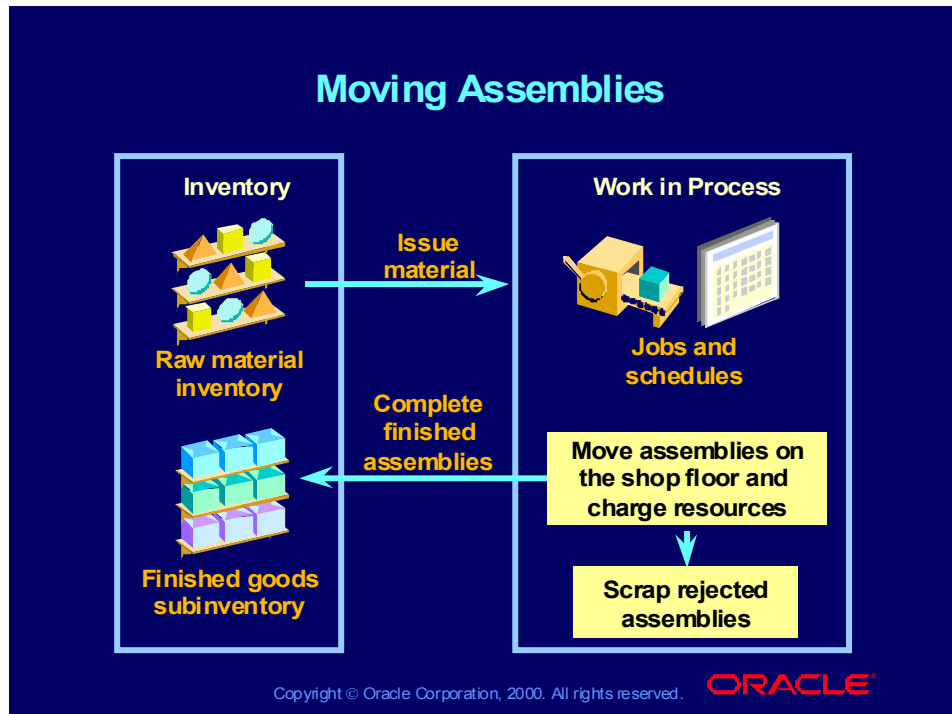 Moving Assemblies
Inventory
Work in Process
Issue
material
Raw material
inventory
Jobs and
schedules
Complete
finished
assemblies
Move assemblies on
the shop floor and
charge resources
Finished goods
subinventory
Scrap rejected
assemblies
Copyright © Oracle Corporation, 2000. All rights reserved.
ORACLE®